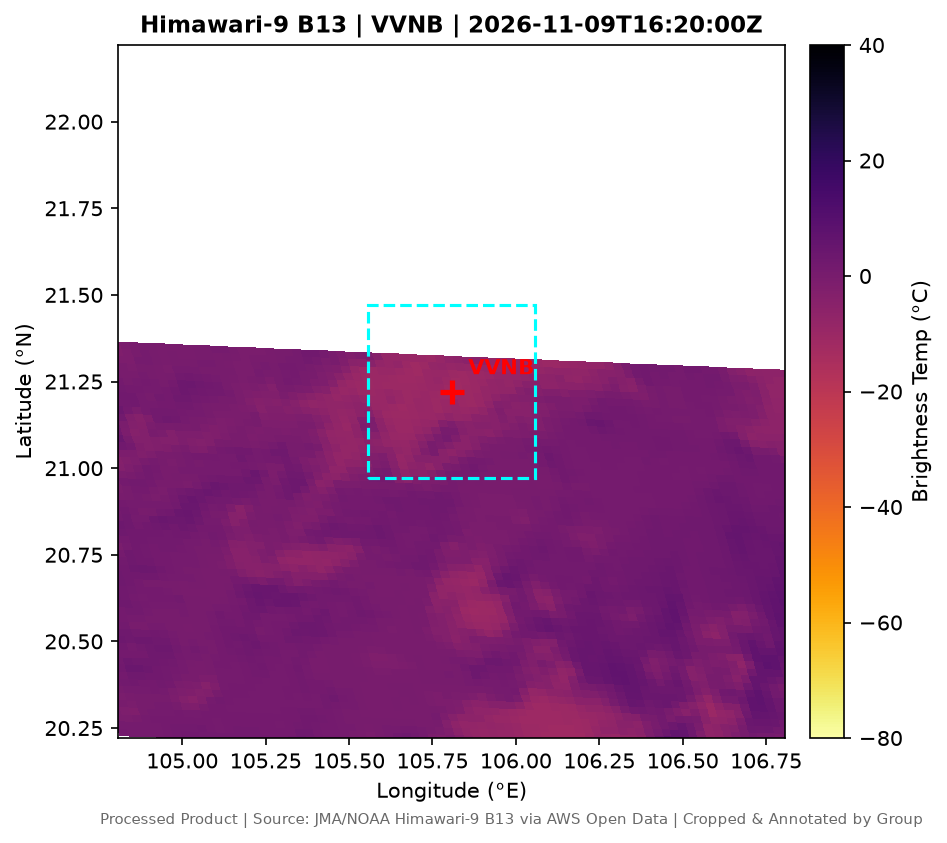 Himawari-9 B13 | VVNB | 2026-11-09T16:20:00Z
40
20
0
−20
−40
−60
−80
Brightness Temp (°C)
22.00
21.75
21.50
21.25
21.00
20.75
20.50
20.25
Latitude (°N)
VVNB
105.00 105.25 105.50 105.75 106.00 106.25 106.50 106.75
Longitude (°E)
Processed Product | Source: JMA/NOAA Himawari-9 B13 via AWS Open Data | Cropped & Annotated by Group